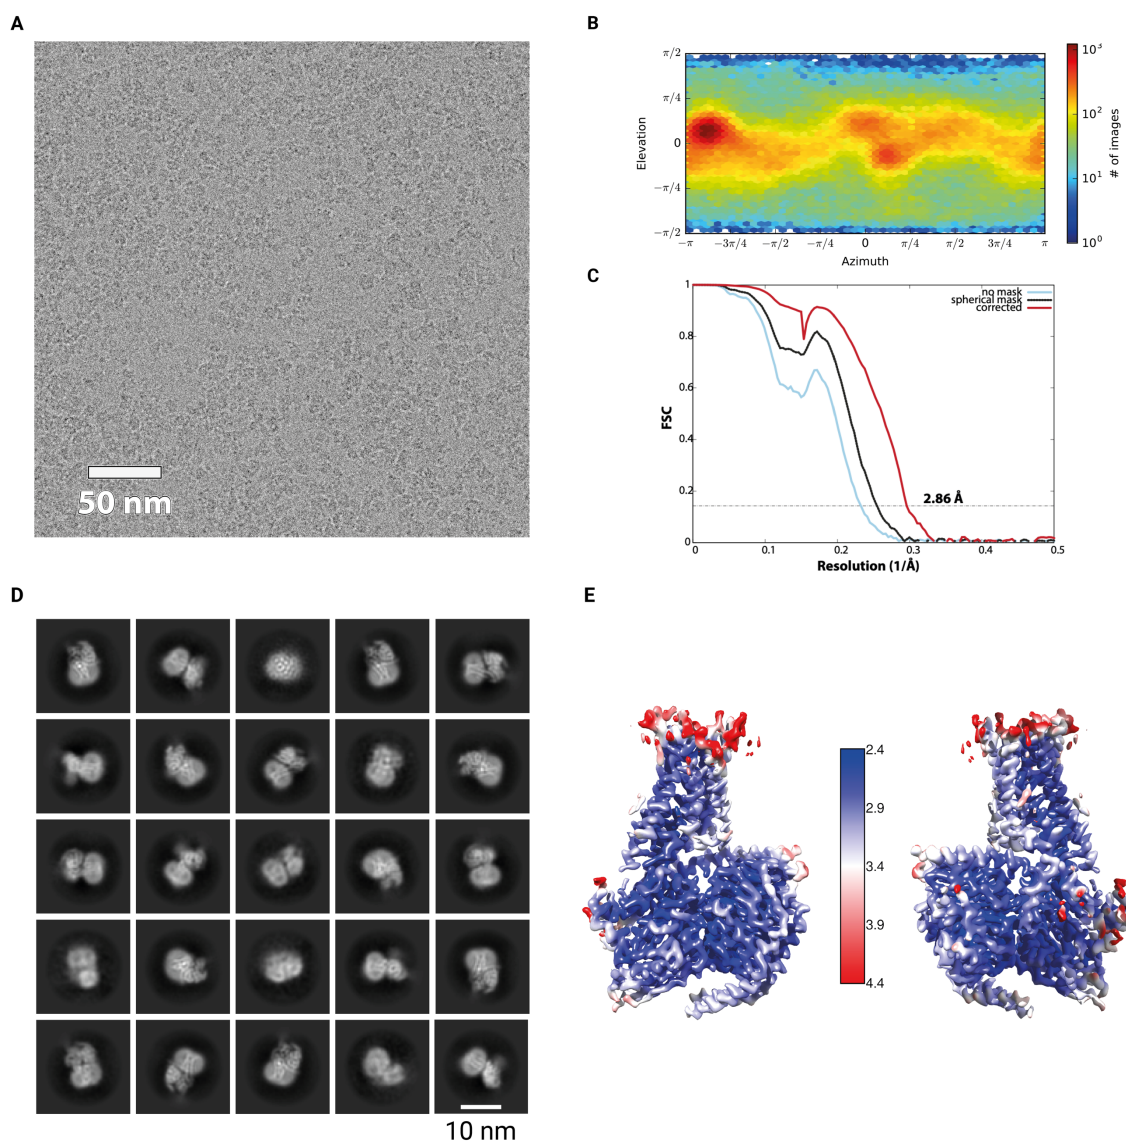 A
50 nm
B
π/2
π/4
0
−π/4
−π/2
Elevation
−π
−3π/4
−π/2
−π/4
0
π/4
π/2
3π/4
π
Azimuth
10³
10²
10¹
10⁰
# of images
C
1
0.8
0.6
0.4
0.2
0
FSC
no mask
spherical mask
corrected
2.86 Å
0
0.1
0.2
0.3
0.4
0.5
Resolution (1/Å)
D
10 nm
E
2.4
2.9
3.4
3.9
4.4